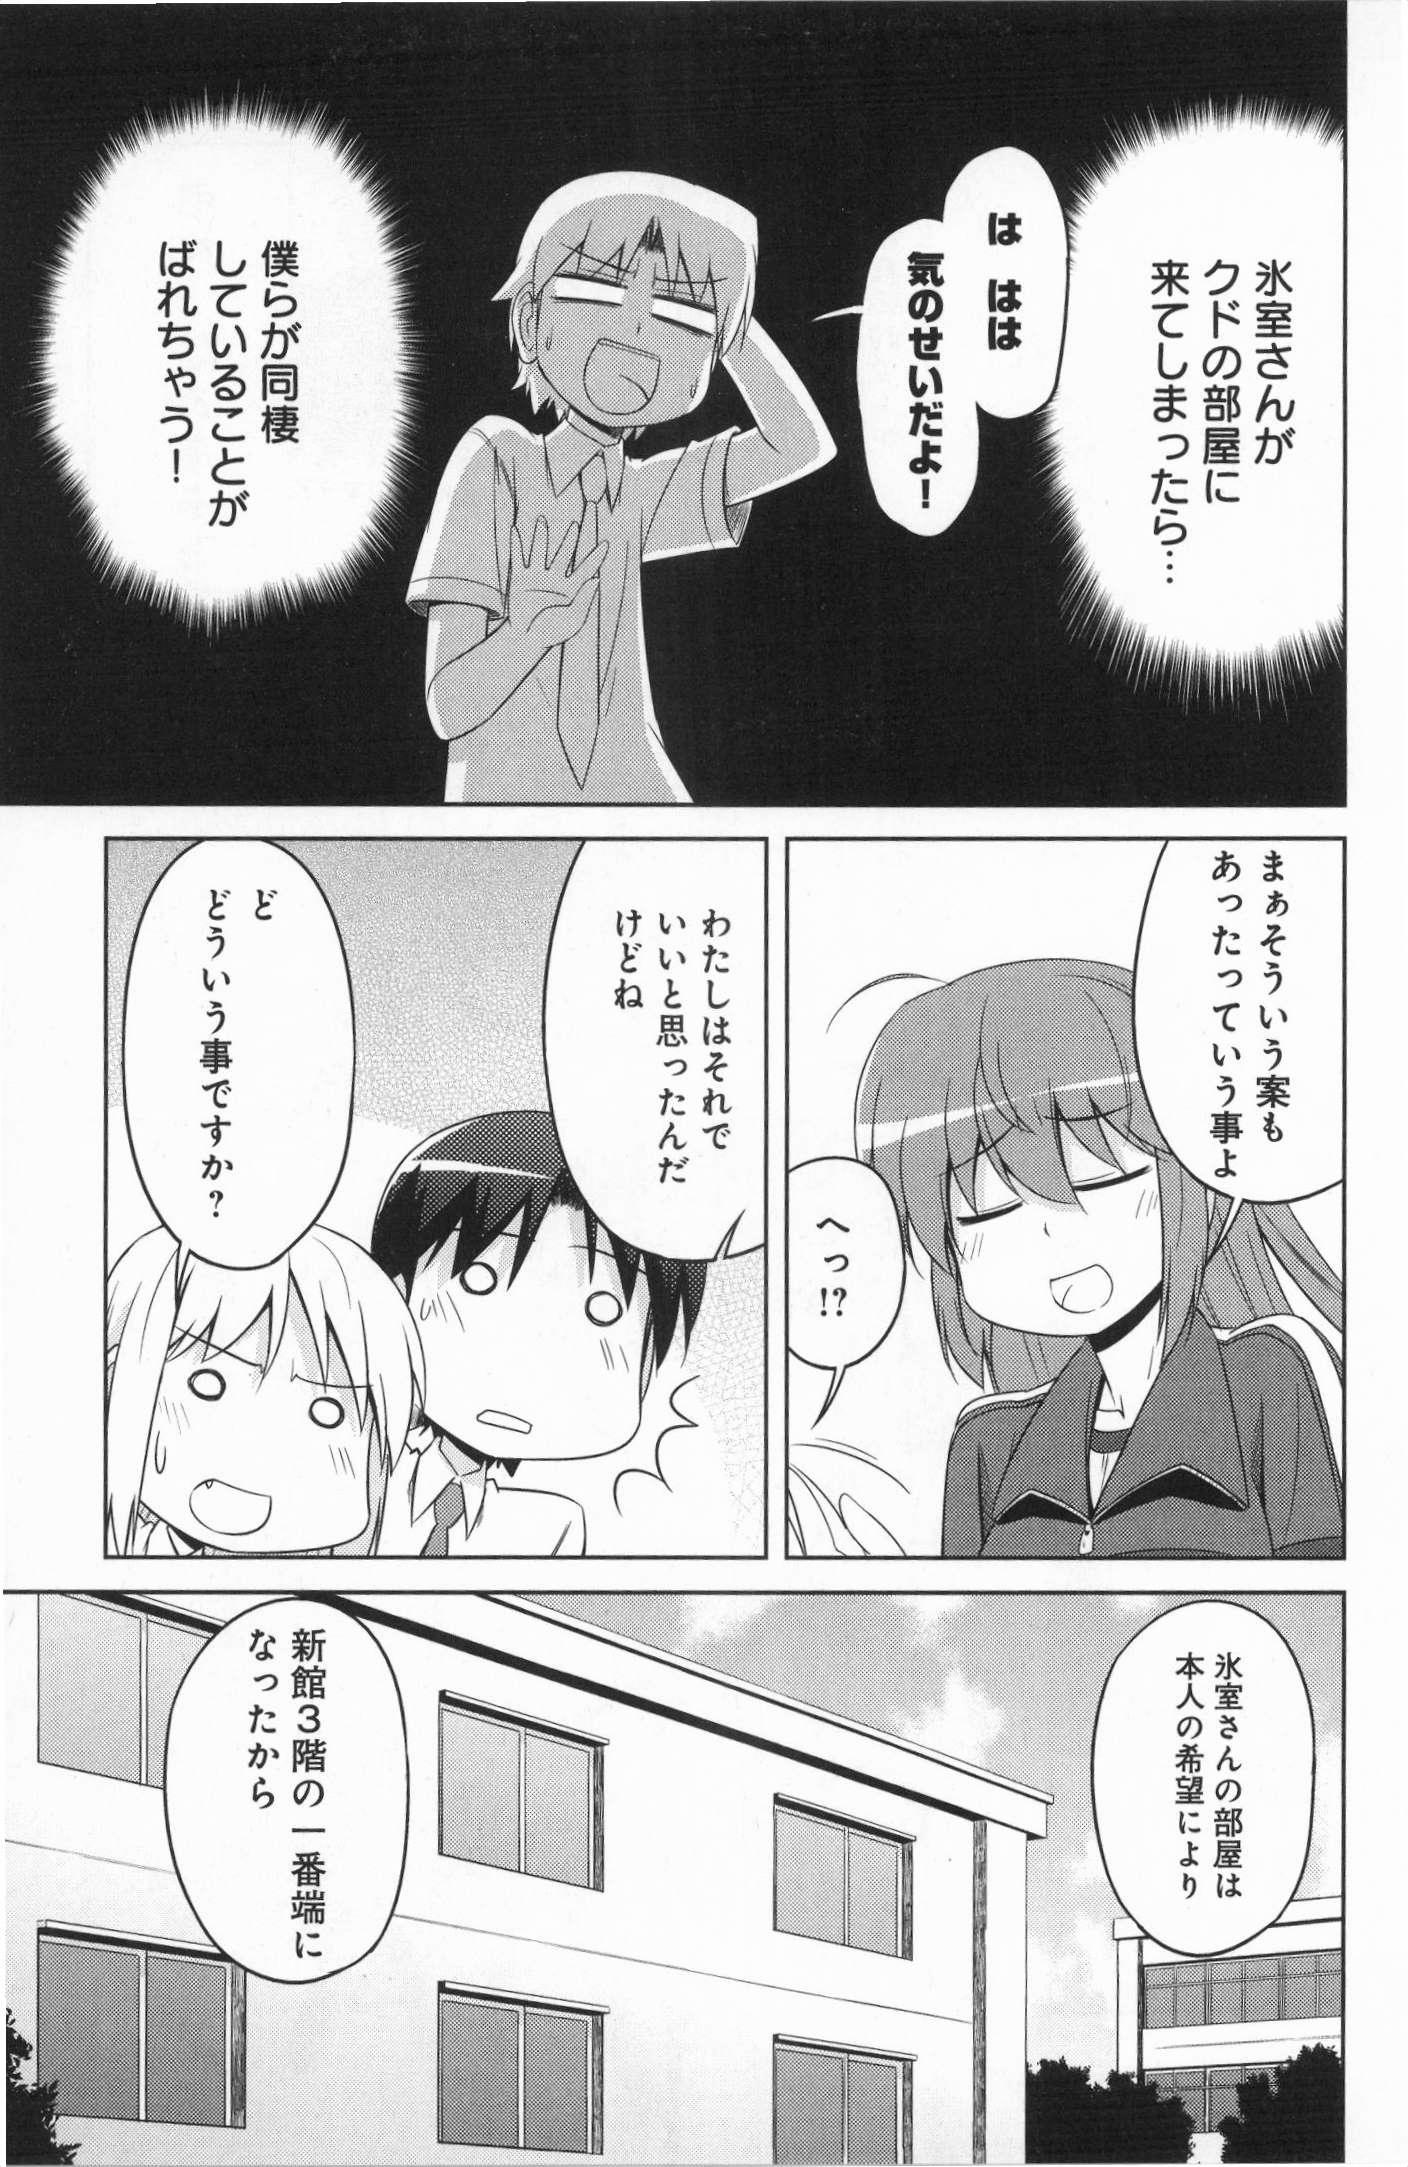 氷室さんが
クドの部屋に
来てしまったら…
は はは
気のせいだよ！
僕らが同棲
していることが
ばれちゃう！
まぁそういう案も
あったっていう事よ
へっ!?
わたしはそれで
いいと思ったんだ
けどね
ど
どういう事ですか？
氷室さんの部屋は
本人の希望により
新館３階の一番端に
なったから